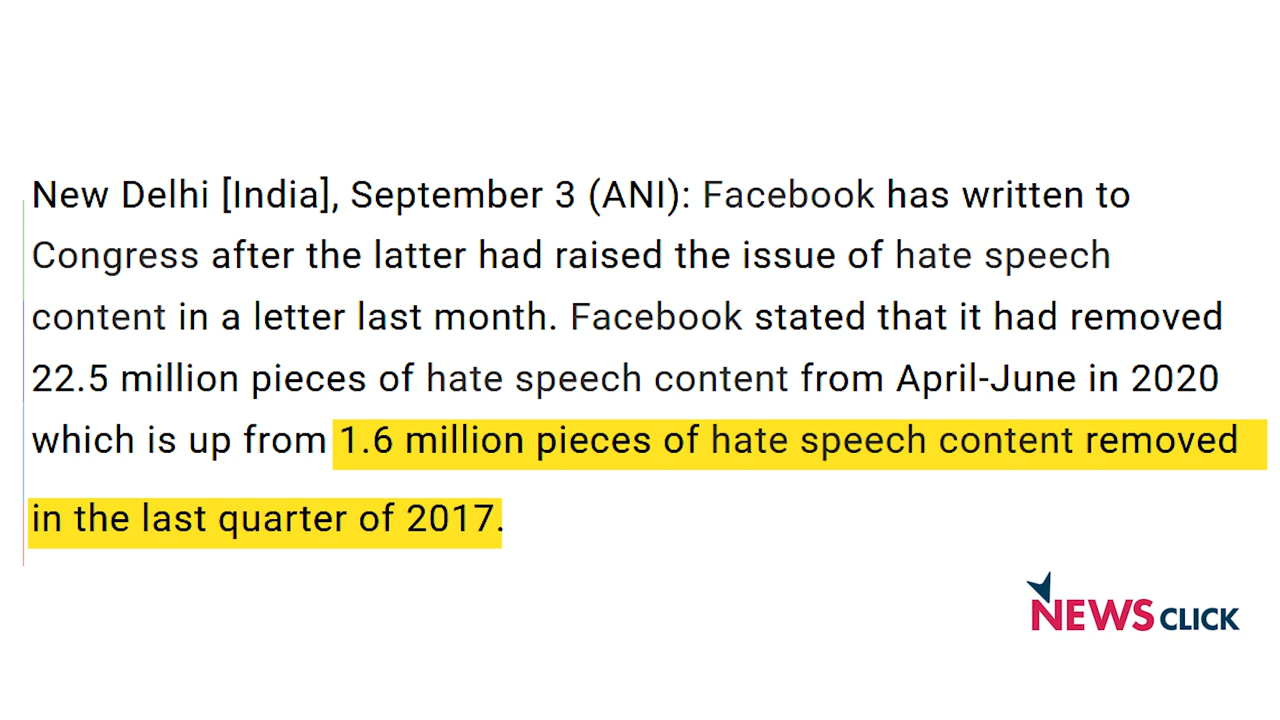 New Delhi [India], September 3 (ANI): Facebook has written to
Congress after the latter had raised the issue of hate speech
content in a letter last month. Facebook stated that it had removed
22.5 million pieces of hate speech content from April-June in 2020
which is up from 1.6 million pieces of hate speech content removed
in the last quarter of 2017.
NEWSCLICK